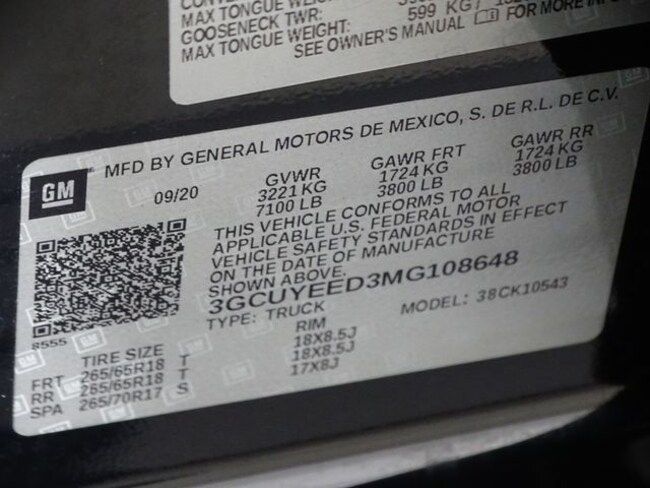 MAX TONGUE
GOOSENECK TWR:
MAX TONGUE WEIGHT: 599 KG/
SEE OWNER'S MANUAL FOR MORE
GM
MFD BY GENERAL MOTORS DE MEXICO, S. DE R.L. DE C.V.
09/20 GVWR GAWR FRT GAWR RR
3221 KG 1724 KG 1724 KG
7100 LB 3800 LB 3800 LB
THIS VEHICLE CONFORMS TO ALL
APPLICABLE U.S. FEDERAL MOTOR
VEHICLE SAFETY STANDARDS IN EFFECT
ON THE DATE OF MANUFACTURE
SHOWN ABOVE.
3GCUYEED3MG108648
TYPE: TRUCK MODEL: 38CK10543
8555
TIRE SIZE RIM
FRT 265/65R18 T 18X8.5J
RR 265/65R18 T 18X8.5J
SPA 265/70R17 S 17X8J